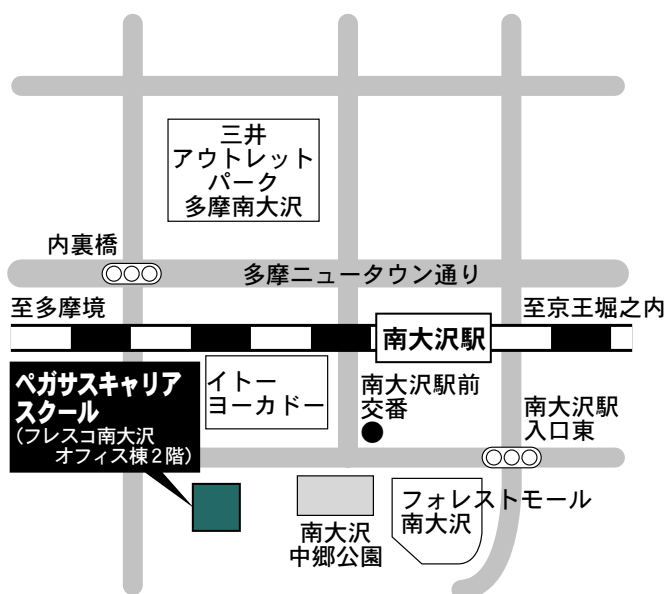 三井
アウトレット
パーク
多摩南大沢
内裏橋
多摩ニュータウン通り
至多摩境
至京王堀之内
南大沢駅
ペガサスキャリア
スクール
(フレスコ南大沢
オフィス棟2階)
イトー
ヨーカドー
南大沢駅前
交番
南大沢駅
入口東
南大沢
中郷公園
フォレストモール
南大沢